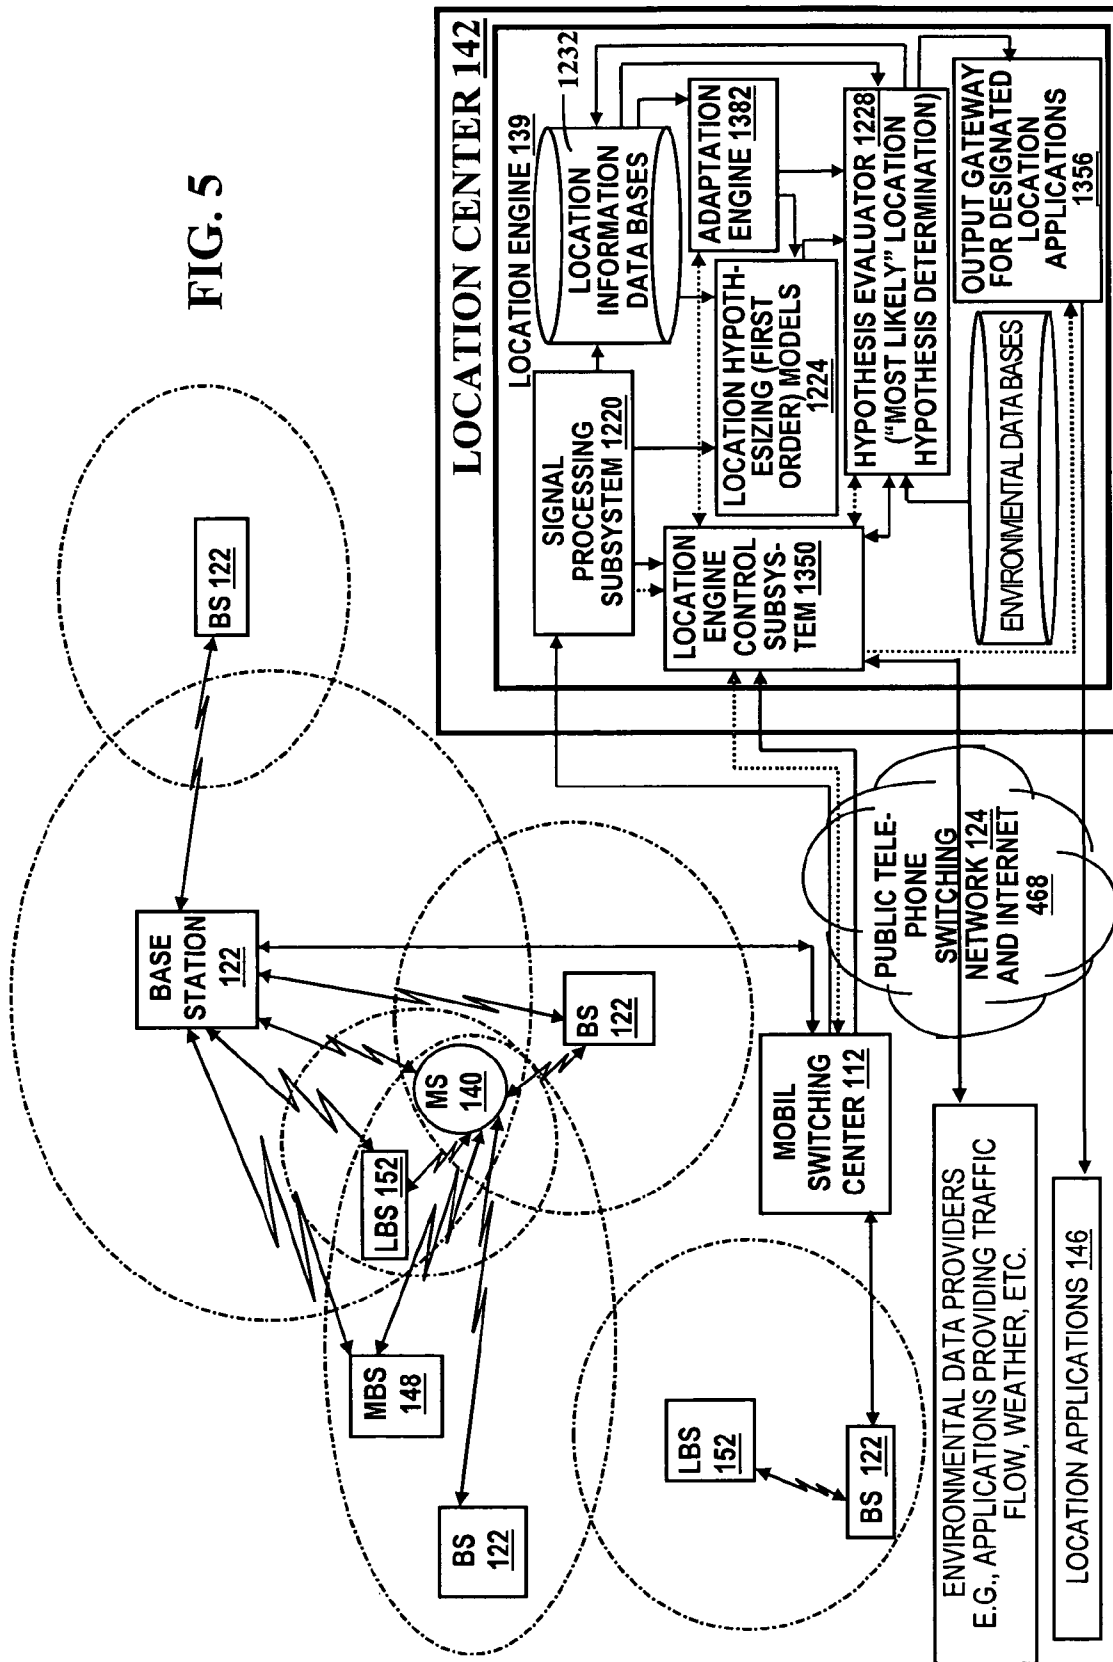 FIG. 5
LOCATION CENTER 142
LOCATION ENGINE 139
1232
LOCATION
INFORMATION
DATA BASES
ADAPTATION
ENGINE 1382
SIGNAL
PROCESSING
SUBSYSTEM 1220
LOCATION HYPOTH-
ESIZING (FIRST
ORDER) MODELS
1224
LOCATION
ENGINE
CONTROL
SUBSYS-
TEM 1350
HYPOTHESIS EVALUATOR 1228
(“MOST LIKELY” LOCATION
HYPOTHESIS DETERMINATION)
OUTPUT GATEWAY
FOR DESIGNATED
LOCATION
APPLICATIONS
1356
ENVIRONMENTAL DATA BASES
BS 122
BASE
STATION
122
BS
122
MS
140
LBS 152
MBS
148
BS
122
LBS
152
BS 122
MOBIL
SWITCHING
CENTER 112
PUBLIC TELE-
PHONE
SWITCHING
NETWORK 124
AND INTERNET
468
ENVIRONMENTAL DATA PROVIDERS
E.G., APPLICATIONS PROVIDING TRAFFIC
FLOW, WEATHER, ETC.
LOCATION APPLICATIONS 146